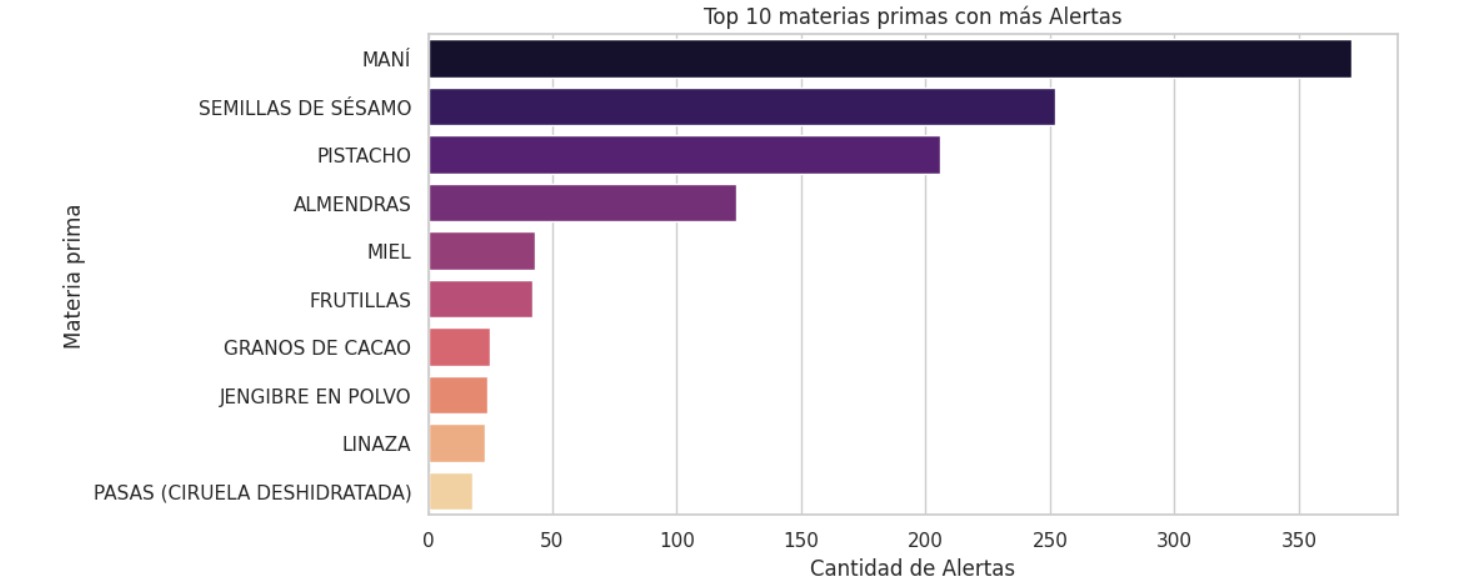 Top 10 materias primas con más Alertas
Materia prima
MANÍ
SEMILLAS DE SÉSAMO
PISTACHO
ALMENDRAS
MIEL
FRUTILLAS
GRANOS DE CACAO
JENGIBRE EN POLVO
LINAZA
PASAS (CIRUELA DESHIDRATADA)
0 50 100 150 200 250 300 350
Cantidad de Alertas